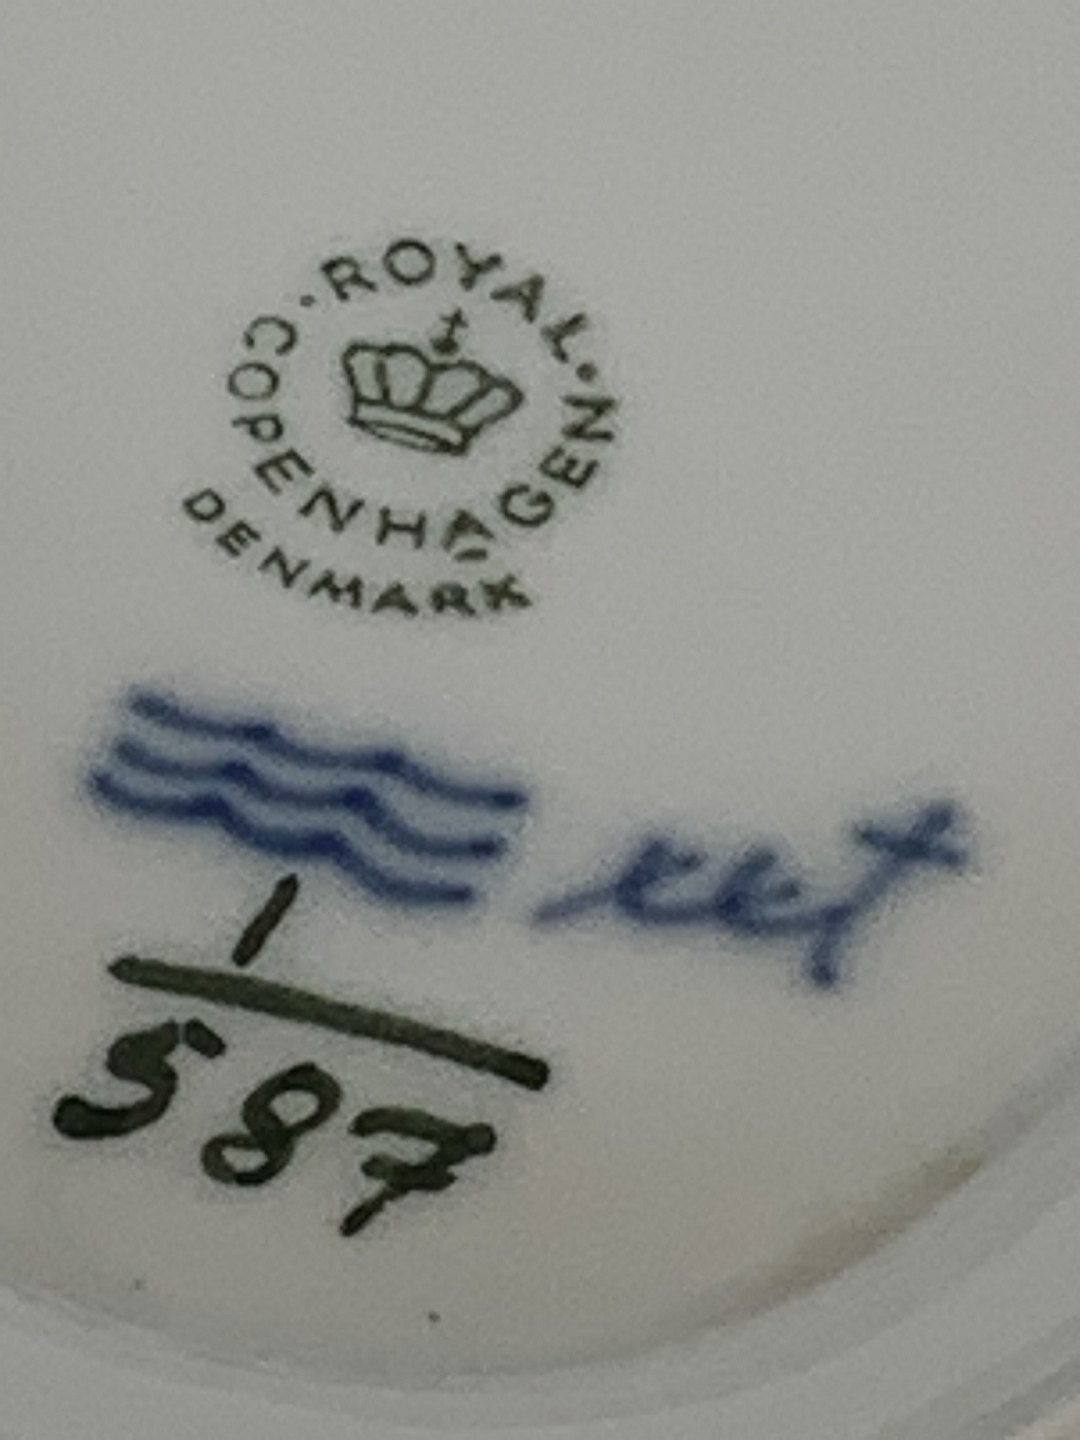 · ROYAL · COPENHAGEN
DENMARK
1
587